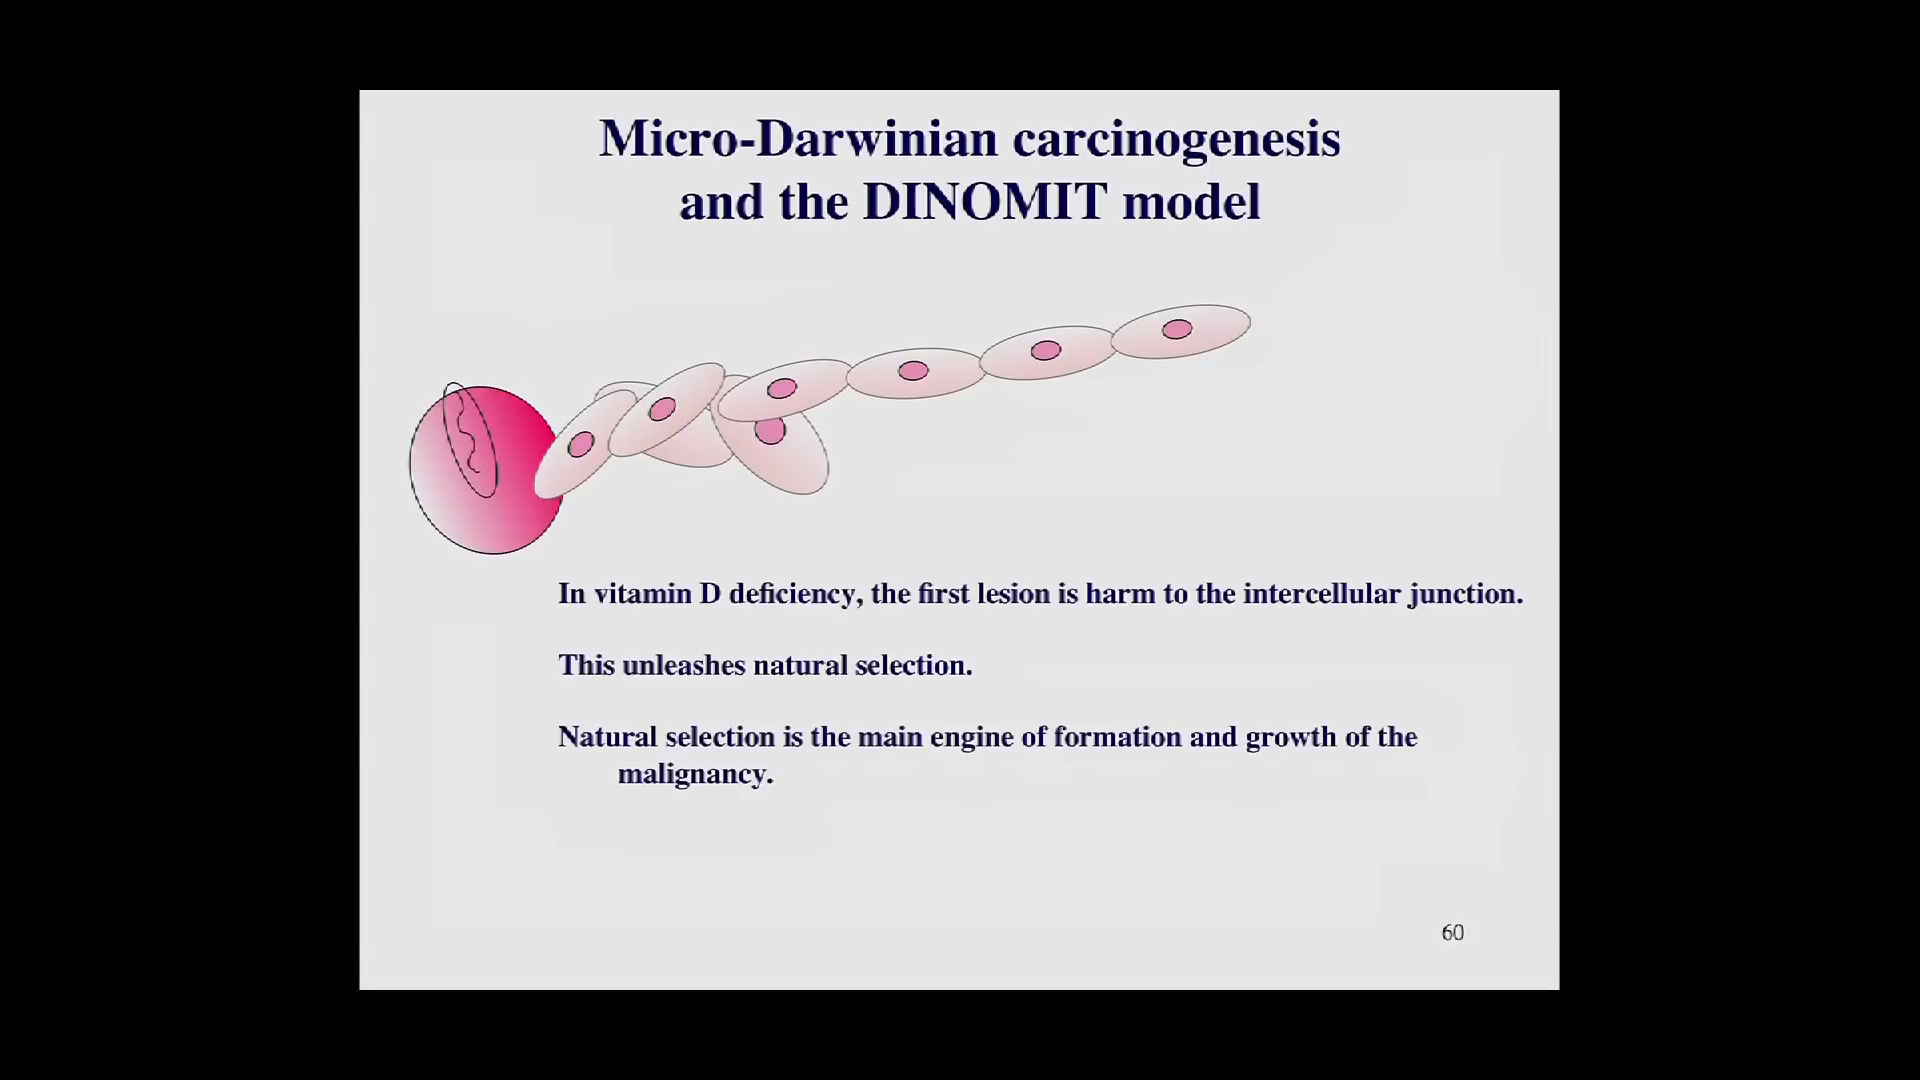 Micro-Darwinian carcinogenesis
and the DINOMIT model
In vitamin D deficiency, the first lesion is harm to the intercellular junction.
This unleashes natural selection.
Natural selection is the main engine of formation and growth of the
malignancy.
60